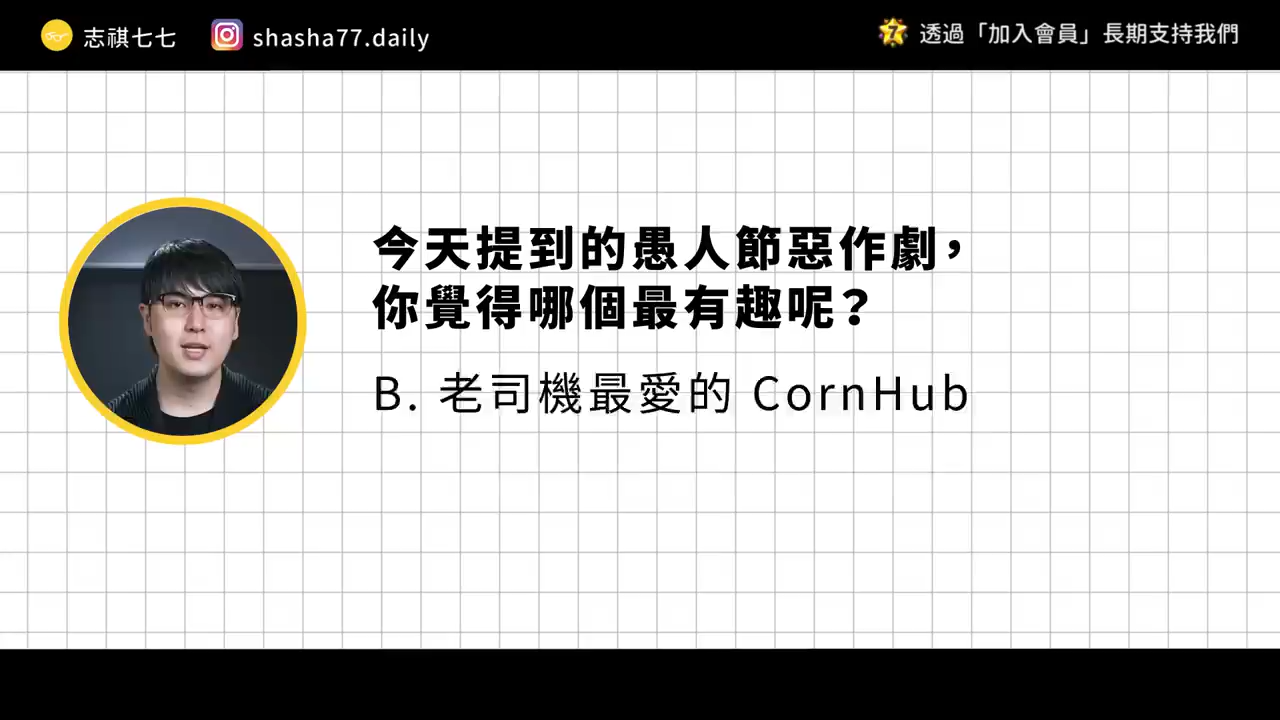 志祺七七
shasha77.daily
7
透過「加入會員」長期支持我們
今天提到的愚人節惡作劇，
你覺得哪個最有趣呢？
B. 老司機最愛的 CornHub